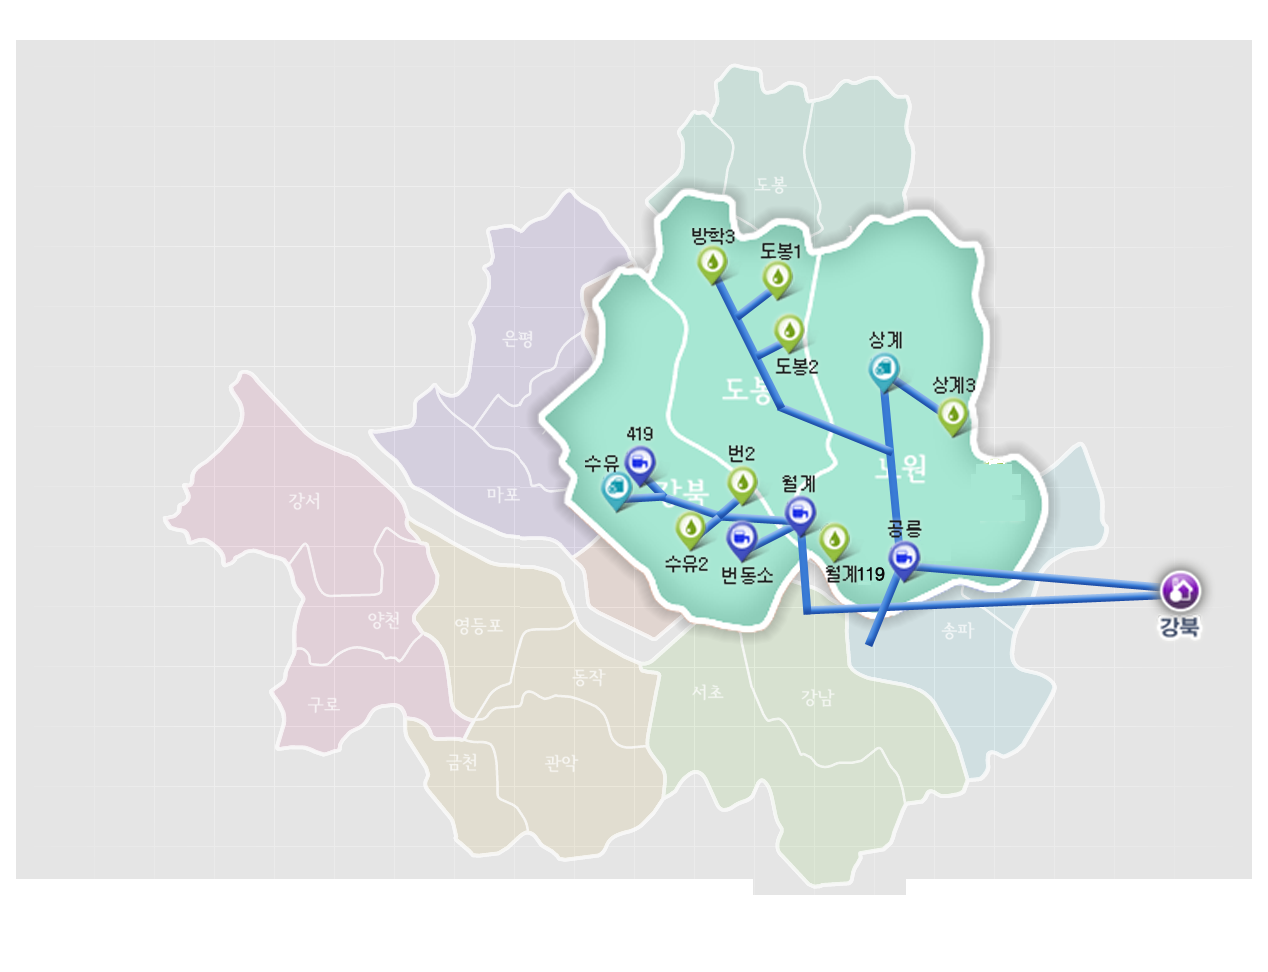 도봉
방학3
도봉1
은평
상계
도봉2
상계3
도봉
419
번2
수유
노원
월계
강북
마포
강서
공릉
수유2
번동소
월계119
강북
양천
영등포
송파
동작
서초
강남
구로
금천
관악